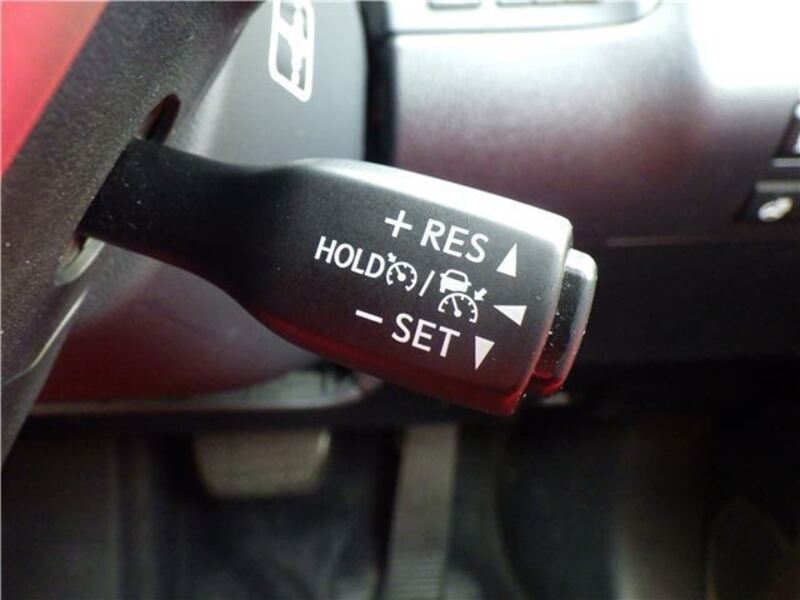 + RES ▲
HOLD / ◀
- SET ▼